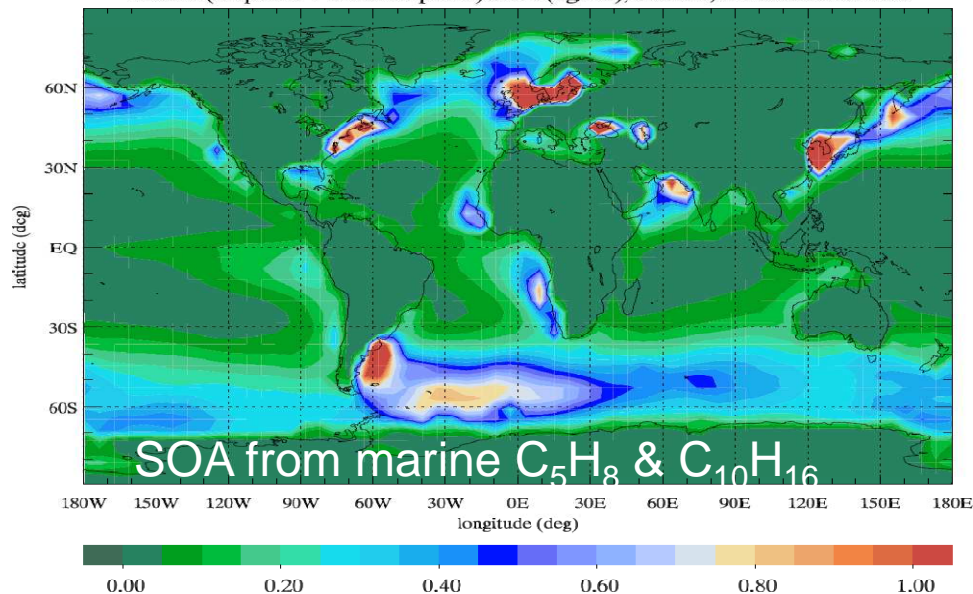 60N
30N
EQ
30S
60S
latitude (deg)
SOA from marine C₅H₈ & C₁₀H₁₆
180W 150W 120W 90W 60W 30W 0E 30E 60E 90E 120E 150E 180E
longitude (deg)
0.00 0.20 0.40 0.60 0.80 1.00